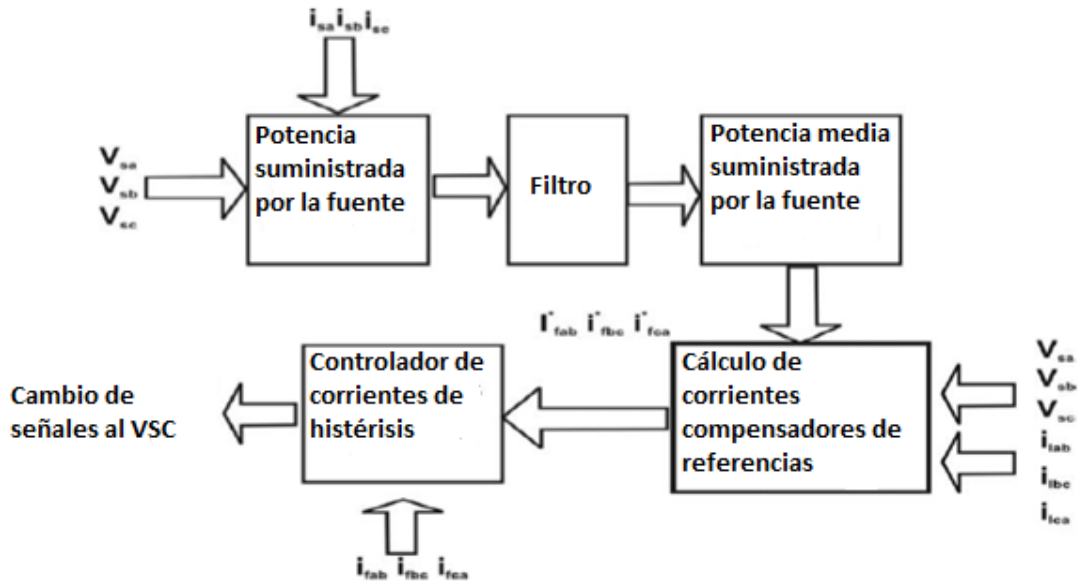 isa isb isc
Potencia
suministrada
por la fuente
Vsa
Vsb
Vsc
Filtro
Potencia media
suministrada
por la fuente
I*fab i*fbc i*fca
Cálculo de
corrientes
compensadores de
referencias
Vsa
Vsb
Vsc
ilab
ilbc
ilca
Controlador de
corrientes de
histérisis
Cambio de
señales al VSC
ifab ifbc ifca